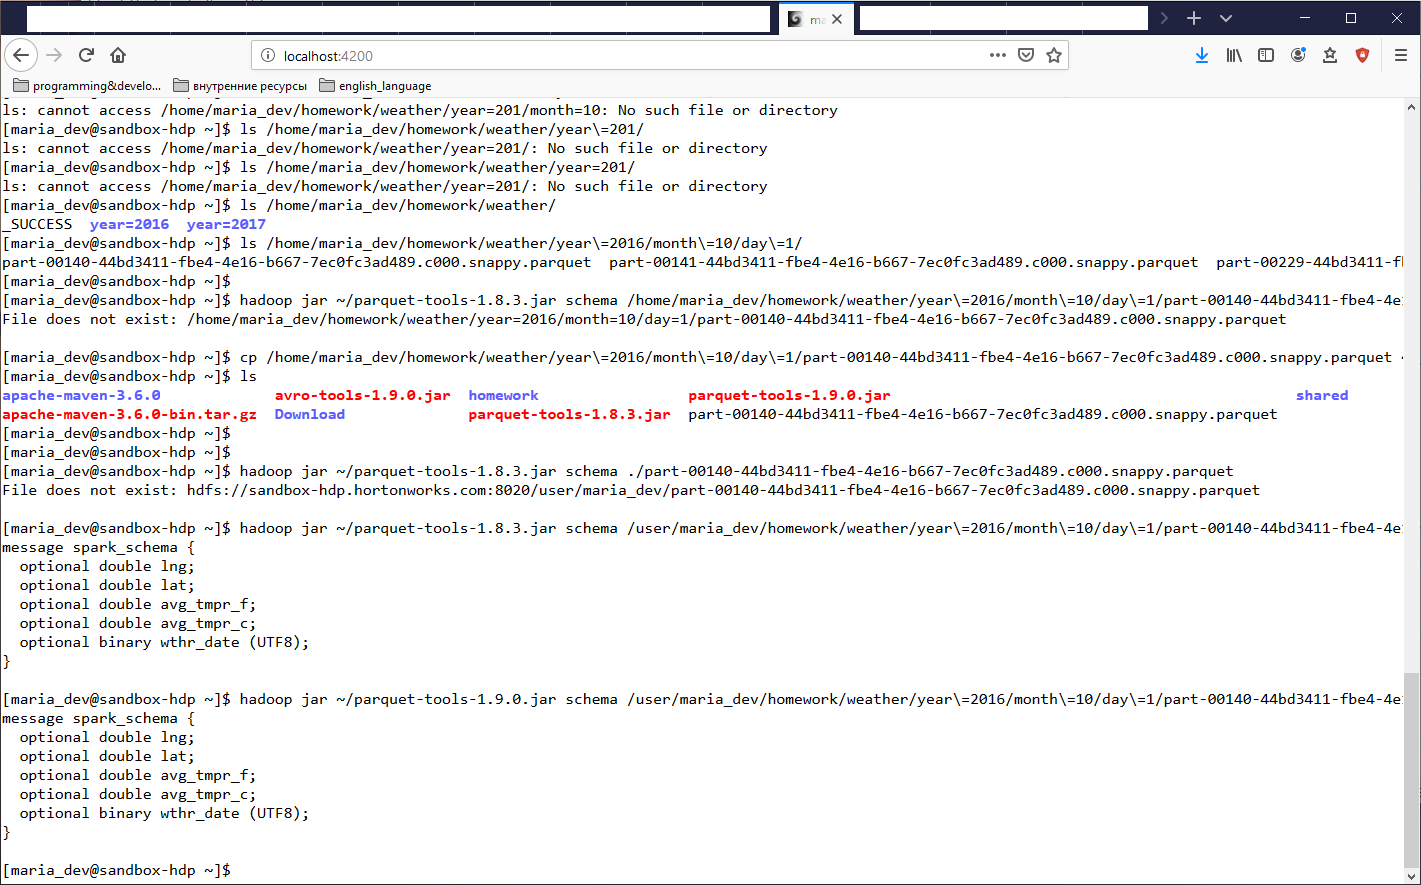 ma
localhost:4200
programming&develo... внутренние ресурсы english_language
ls: cannot access /home/maria_dev/homework/weather/year=201/month=10: No such file or directory
[maria_dev@sandbox-hdp ~]$ ls /home/maria_dev/homework/weather/year\=201/
ls: cannot access /home/maria_dev/homework/weather/year=201/: No such file or directory
[maria_dev@sandbox-hdp ~]$ ls /home/maria_dev/homework/weather/year=201/
ls: cannot access /home/maria_dev/homework/weather/year=201/: No such file or directory
[maria_dev@sandbox-hdp ~]$ ls /home/maria_dev/homework/weather/
_SUCCESS  year=2016  year=2017
[maria_dev@sandbox-hdp ~]$ ls /home/maria_dev/homework/weather/year\=2016/month\=10/day\=1/
part-00140-44bd3411-fbe4-4e16-b667-7ec0fc3ad489.c000.snappy.parquet  part-00141-44bd3411-fbe4-4e16-b667-7ec0fc3ad489.c000.snappy.parquet  part-00229-44bd3411-f
[maria_dev@sandbox-hdp ~]$
[maria_dev@sandbox-hdp ~]$ hadoop jar ~/parquet-tools-1.8.3.jar schema /home/maria_dev/homework/weather/year\=2016/month\=10/day\=1/part-00140-44bd3411-fbe4-4e
File does not exist: /home/maria_dev/homework/weather/year=2016/month=10/day=1/part-00140-44bd3411-fbe4-4e16-b667-7ec0fc3ad489.c000.snappy.parquet
[maria_dev@sandbox-hdp ~]$ cp /home/maria_dev/homework/weather/year\=2016/month\=10/day\=1/part-00140-44bd3411-fbe4-4e16-b667-7ec0fc3ad489.c000.snappy.parquet
[maria_dev@sandbox-hdp ~]$ ls
apache-maven-3.6.0  avro-tools-1.9.0.jar  homework  parquet-tools-1.9.0.jar  shared
apache-maven-3.6.0-bin.tar.gz  Download  parquet-tools-1.8.3.jar  part-00140-44bd3411-fbe4-4e16-b667-7ec0fc3ad489.c000.snappy.parquet
[maria_dev@sandbox-hdp ~]$
[maria_dev@sandbox-hdp ~]$
[maria_dev@sandbox-hdp ~]$ hadoop jar ~/parquet-tools-1.8.3.jar schema ./part-00140-44bd3411-fbe4-4e16-b667-7ec0fc3ad489.c000.snappy.parquet
File does not exist: hdfs://sandbox-hdp.hortonworks.com:8020/user/maria_dev/part-00140-44bd3411-fbe4-4e16-b667-7ec0fc3ad489.c000.snappy.parquet
[maria_dev@sandbox-hdp ~]$ hadoop jar ~/parquet-tools-1.8.3.jar schema /user/maria_dev/homework/weather/year\=2016/month\=10/day\=1/part-00140-44bd3411-fbe4-4e
message spark_schema {
  optional double lng;
  optional double lat;
  optional double avg_tmpr_f;
  optional double avg_tmpr_c;
  optional binary wthr_date (UTF8);
}
[maria_dev@sandbox-hdp ~]$ hadoop jar ~/parquet-tools-1.9.0.jar schema /user/maria_dev/homework/weather/year\=2016/month\=10/day\=1/part-00140-44bd3411-fbe4-4e
message spark_schema {
  optional double lng;
  optional double lat;
  optional double avg_tmpr_f;
  optional double avg_tmpr_c;
  optional binary wthr_date (UTF8);
}
[maria_dev@sandbox-hdp ~]$